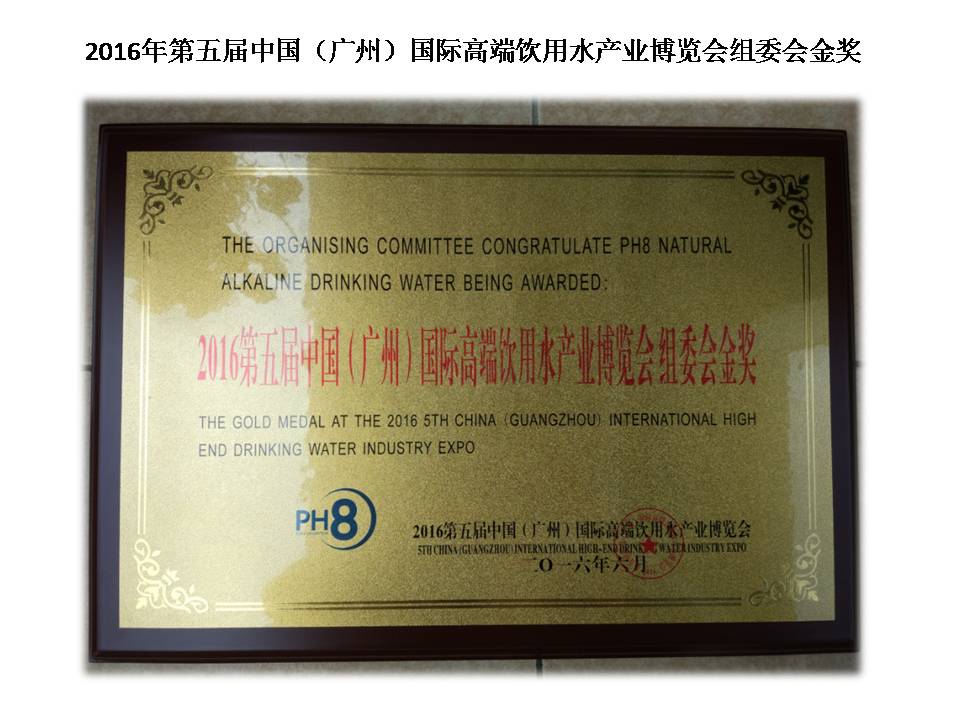 2016年第五届中国（广州）国际高端饮用水产业博览会组委会金奖
THE ORGANISING COMMITTEE CONGRATULATE PH8 NATURAL
ALKALINE DRINKING WATER BEING AWARDED:
2016第五届中国（广州）国际高端饮用水产业博览会组委会金奖
THE GOLD MEDAL AT THE 2016 5TH CHINA (GUANGZHOU) INTERNATIONAL HIGH
END DRINKING WATER INDUSTRY EXPO
PH8
2016第五届中国（广州）国际高端饮用水产业博览会
5TH CHINA (GUANGZHOU) INTERNATIONAL HIGH-END DRINKING WATER INDUSTRY EXPO
二O一六年六月